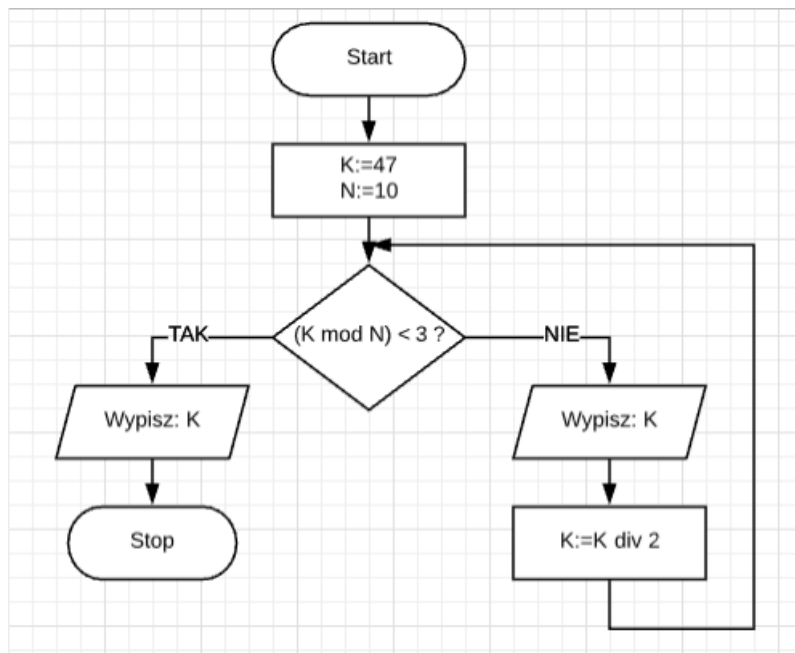 Start
K:=47
N:=10
(K mod N) < 3 ?
TAK
NIE
Wypisz: K
Wypisz: K
Stop
K:=K div 2